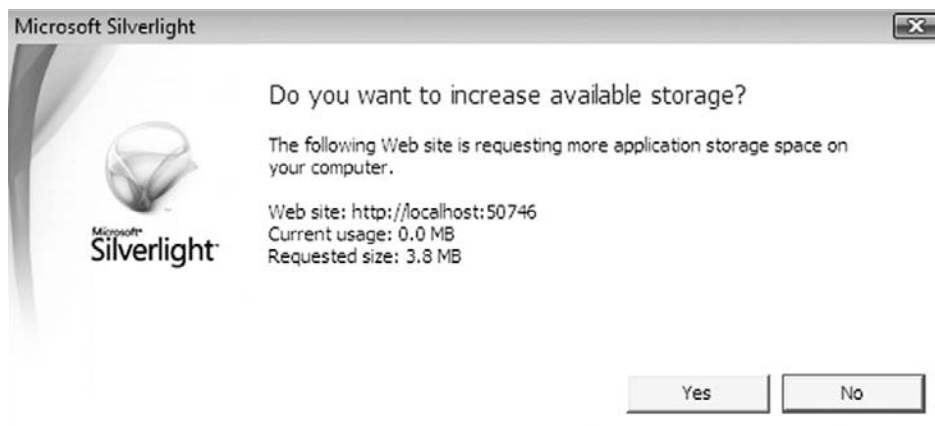 Microsoft Silverlight
Do you want to increase available storage?
The following Web site is requesting more application storage space on
your computer.
Web site: http://localhost:50746
Current usage: 0.0 MB
Requested size: 3.8 MB
Microsoft®
Silverlight™
Yes
No